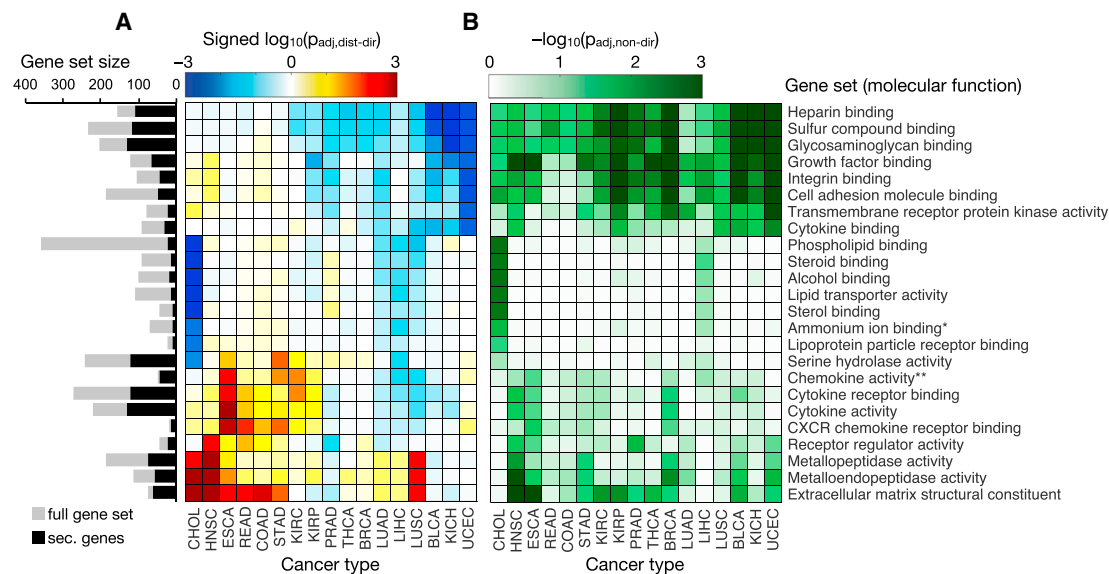 A
B
Signed log10(padj,dist-dir)
−log10(padj,non-dir)
Gene set size
−3 0 3
0 1 2 3
Gene set (molecular function)
400 300 200 100 0
Heparin binding
Sulfur compound binding
Glycosaminoglycan binding
Growth factor binding
Integrin binding
Cell adhesion molecule binding
Transmembrane receptor protein kinase activity
Cytokine binding
Phospholipid binding
Steroid binding
Alcohol binding
Lipid transporter activity
Sterol binding
Ammonium ion binding*
Lipoprotein particle receptor binding
Serine hydrolase activity
Chemokine activity**
Cytokine receptor binding
Cytokine activity
CXCR chemokine receptor binding
Receptor regulator activity
Metallopeptidase activity
Metalloendopeptidase activity
Extracellular matrix structural constituent
full gene set
sec. genes
CHOL HNSC ESCA READ COAD STAD KIRC KIRP PRAD THCA BRCA LUAD LIHC LUSC BLCA KICH UCEC
CHOL HNSC ESCA READ COAD STAD KIRC KIRP PRAD THCA BRCA LUAD LIHC LUSC BLCA KICH UCEC
Cancer type
Cancer type